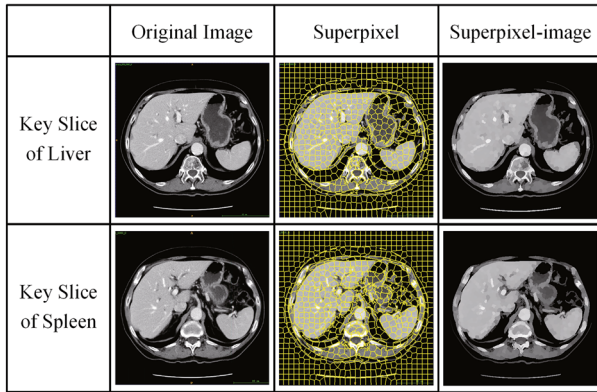 Original Image
Superpixel
Superpixel-image
Key Slice
of Liver
Key Slice
of Spleen